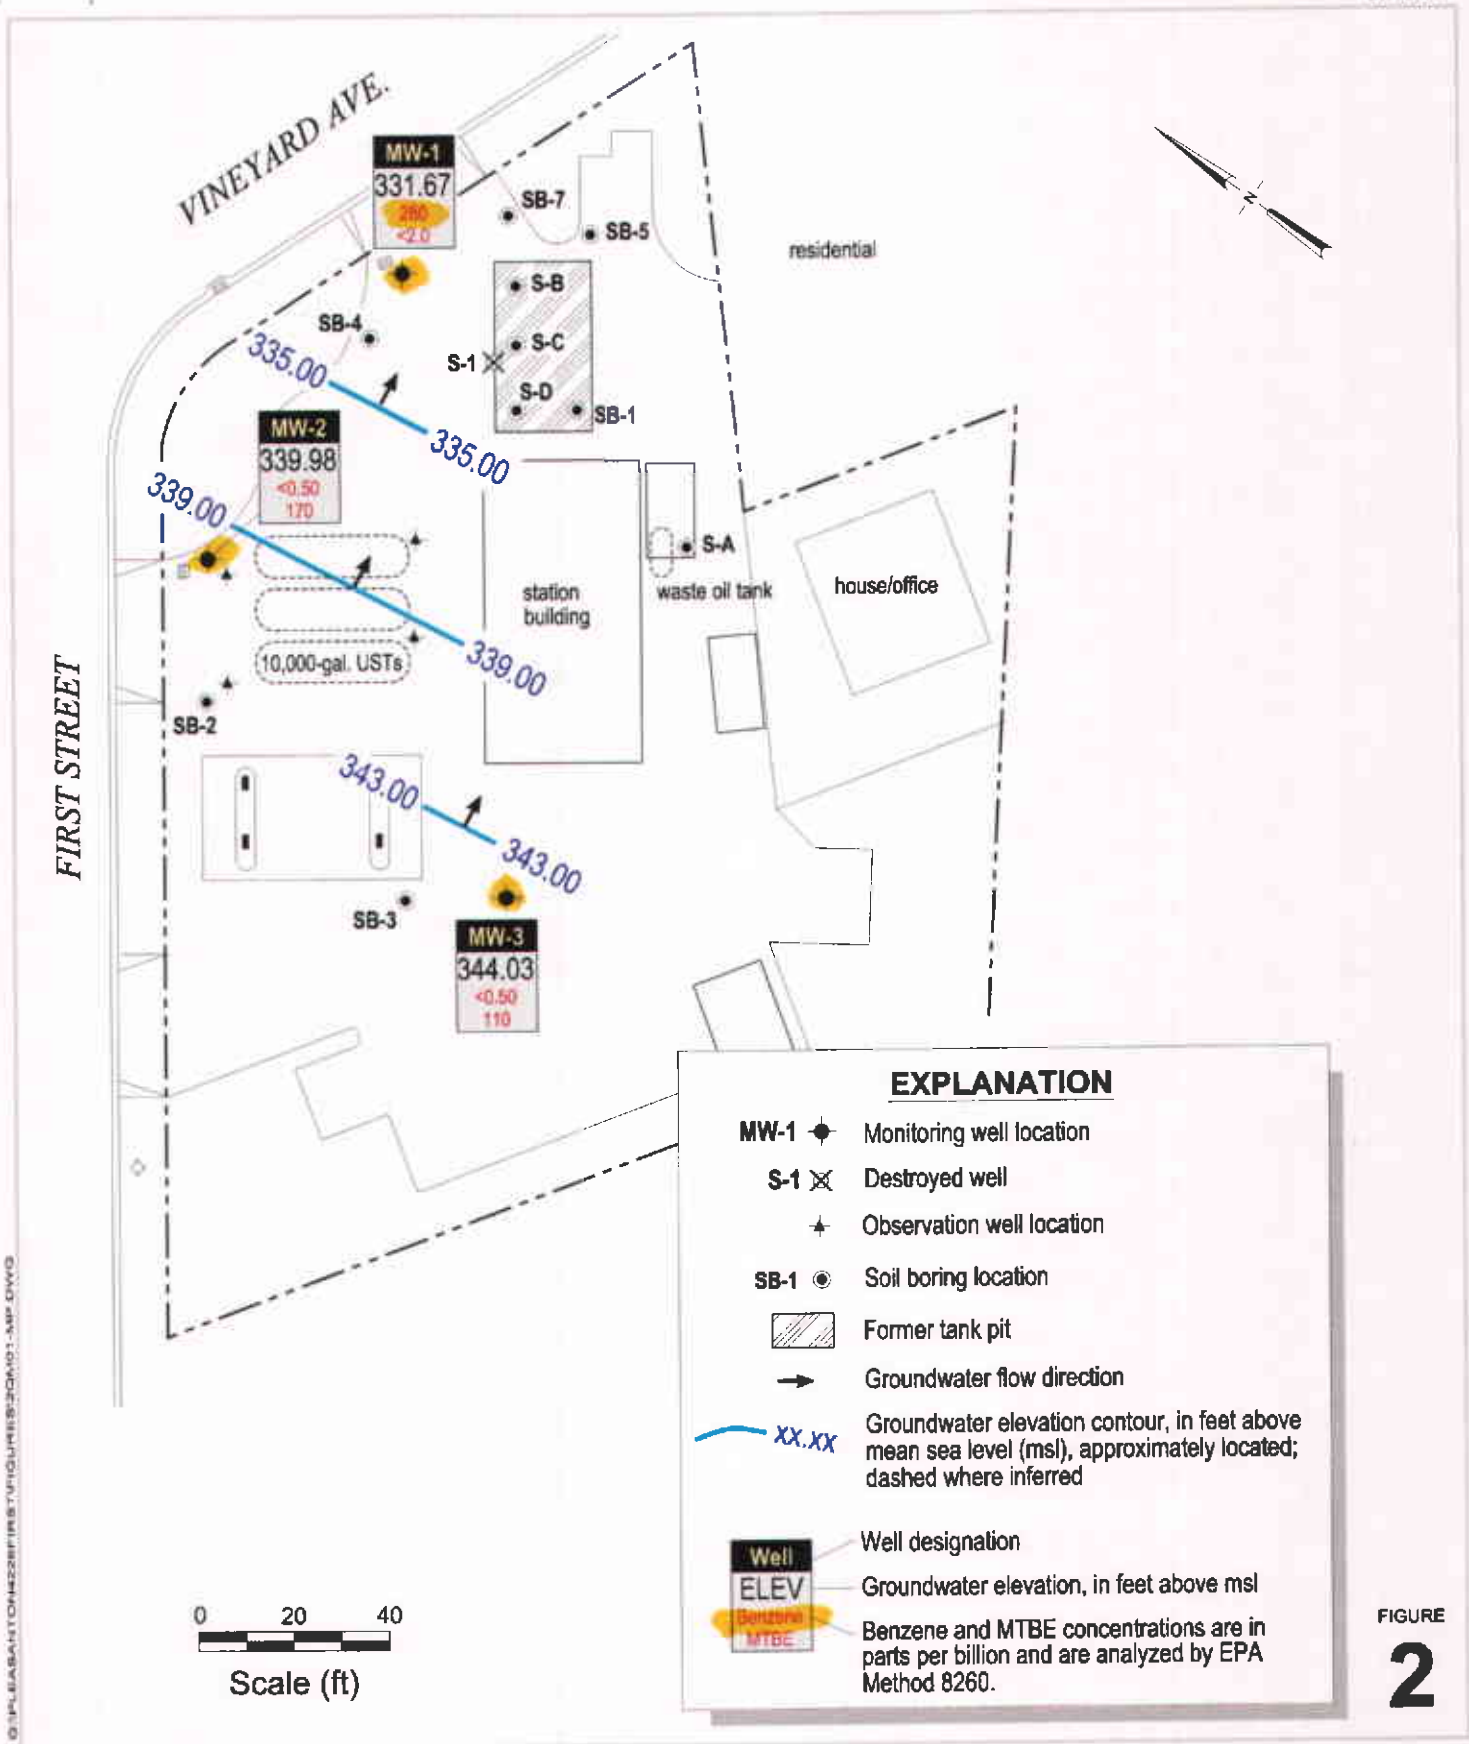 VINEYARD AVE.
MW-1
331.67
280
<2.0
SB-7
SB-5
residential
N
S-B
SB-4
S-C
S-1
335.00
S-D
SB-1
335.00
MW-2
339.98
<0.50
170
339.00
S-A
station
building
waste oil tank
house/office
10,000-gal. USTs
339.00
SB-2
FIRST STREET
343.00
343.00
SB-3
MW-3
344.03
<0.50
110
EXPLANATION
MW-1 Monitoring well location
S-1 Destroyed well
Observation well location
SB-1 Soil boring location
Former tank pit
Groundwater flow direction
XX.XX Groundwater elevation contour, in feet above
mean sea level (msl), approximately located;
dashed where inferred
Well
ELEV
Benzene
MTBE
Well designation
Groundwater elevation, in feet above msl
Benzene and MTBE concentrations are in
parts per billion and are analyzed by EPA
Method 8260.
0 20 40
Scale (ft)
FIGURE
2